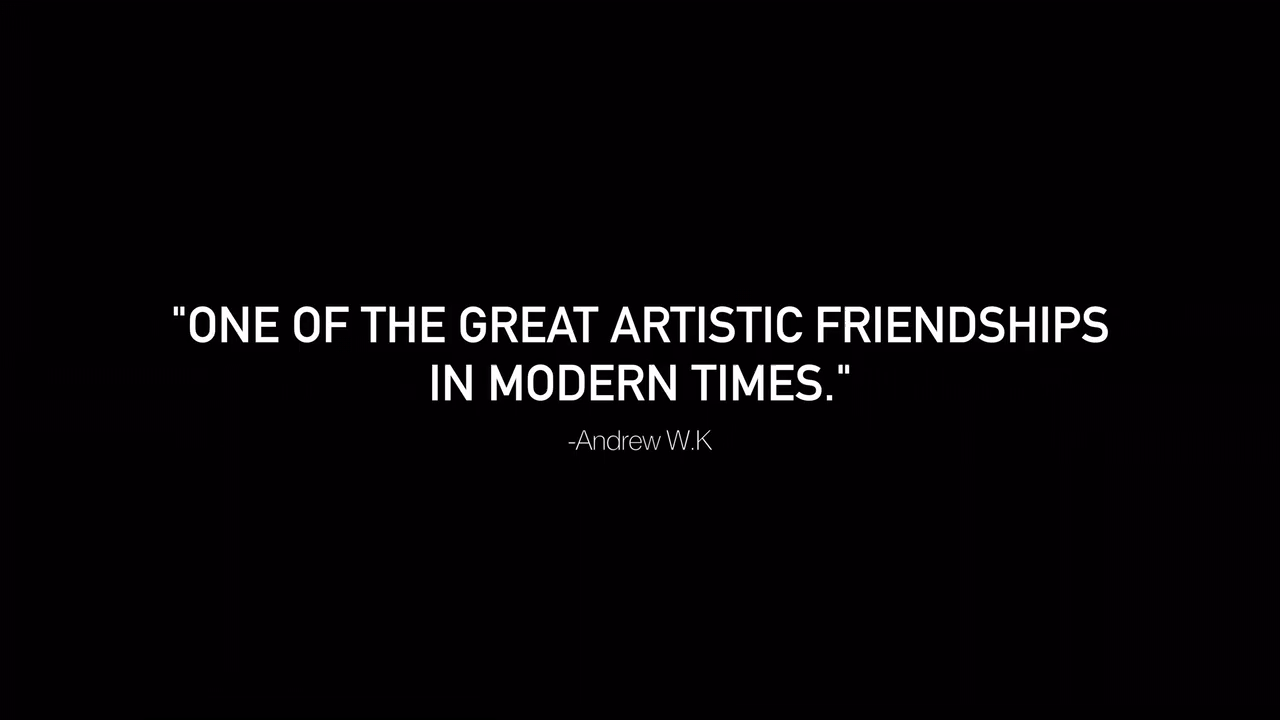 "ONE OF THE GREAT ARTISTIC FRIENDSHIPS
IN MODERN TIMES."
-Andrew W.K